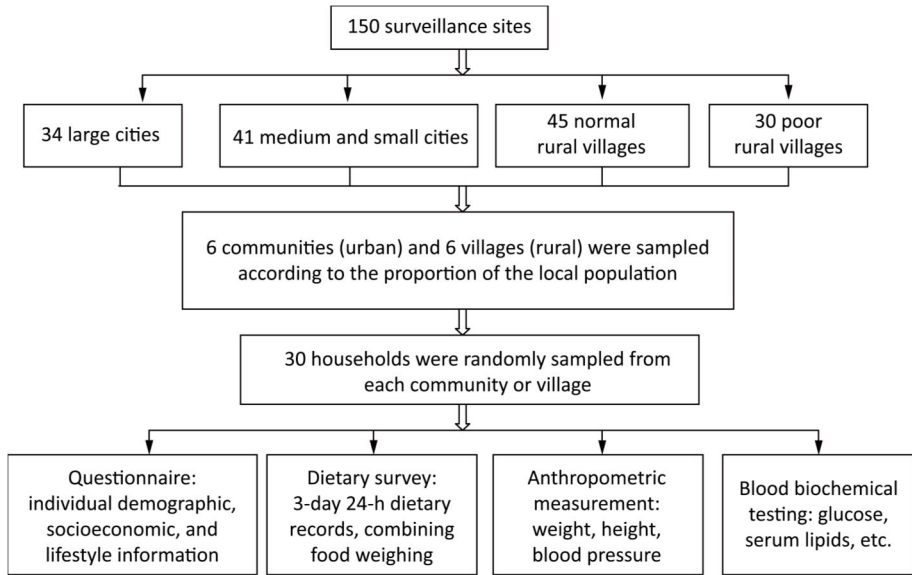 150 surveillance sites
34 large cities
41 medium and small cities
45 normal
rural villages
30 poor
rural villages
6 communities (urban) and 6 villages (rural) were sampled
according to the proportion of the local population
30 households were randomly sampled from
each community or village
Questionnaire:
individual demographic,
socioeconomic, and
lifestyle information
Dietary survey:
3-day 24-h dietary
records, combining
food weighing
Anthropometric
measurement:
weight, height,
blood pressure
Blood biochemical
testing: glucose,
serum lipids, etc.